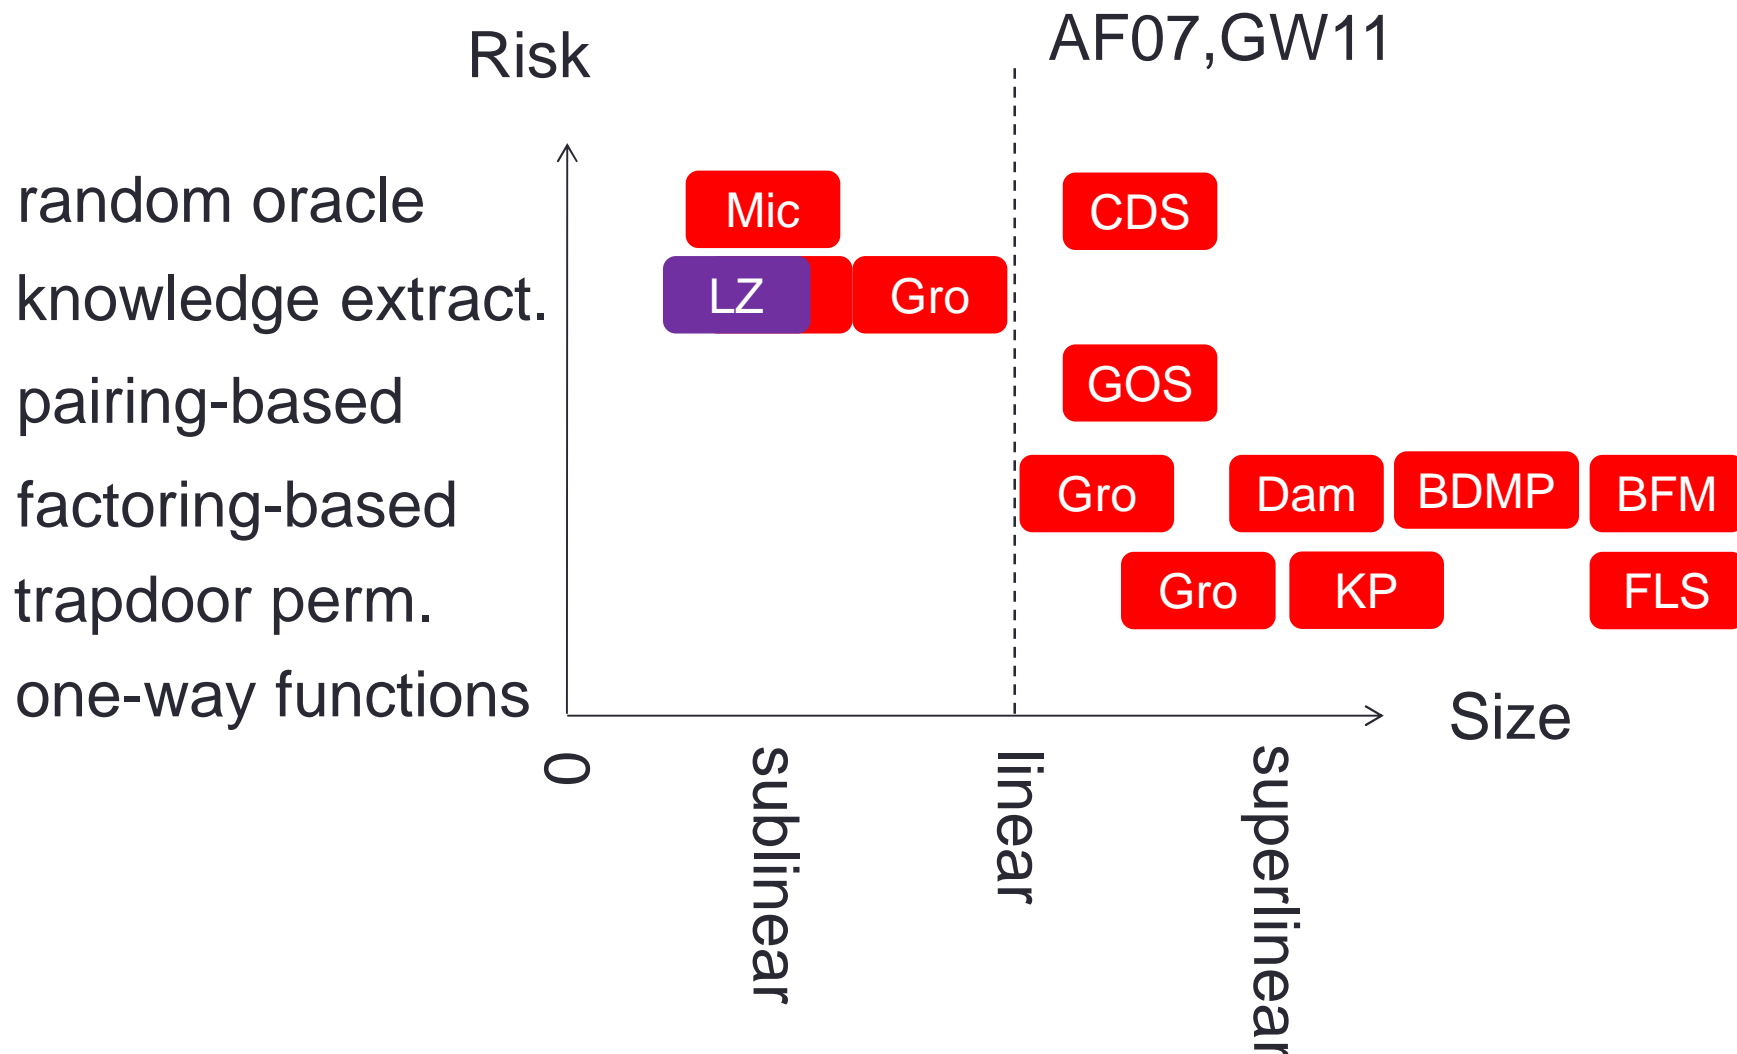 AF07,GW11
Risk
random oracle
Mic
CDS
knowledge extract.
LZ
Gro
pairing-based
GOS
factoring-based
Gro
Dam
BDMP
BFM
trapdoor perm.
Gro
KP
FLS
one-way functions
Size
0
sublinear
linear
superlinear